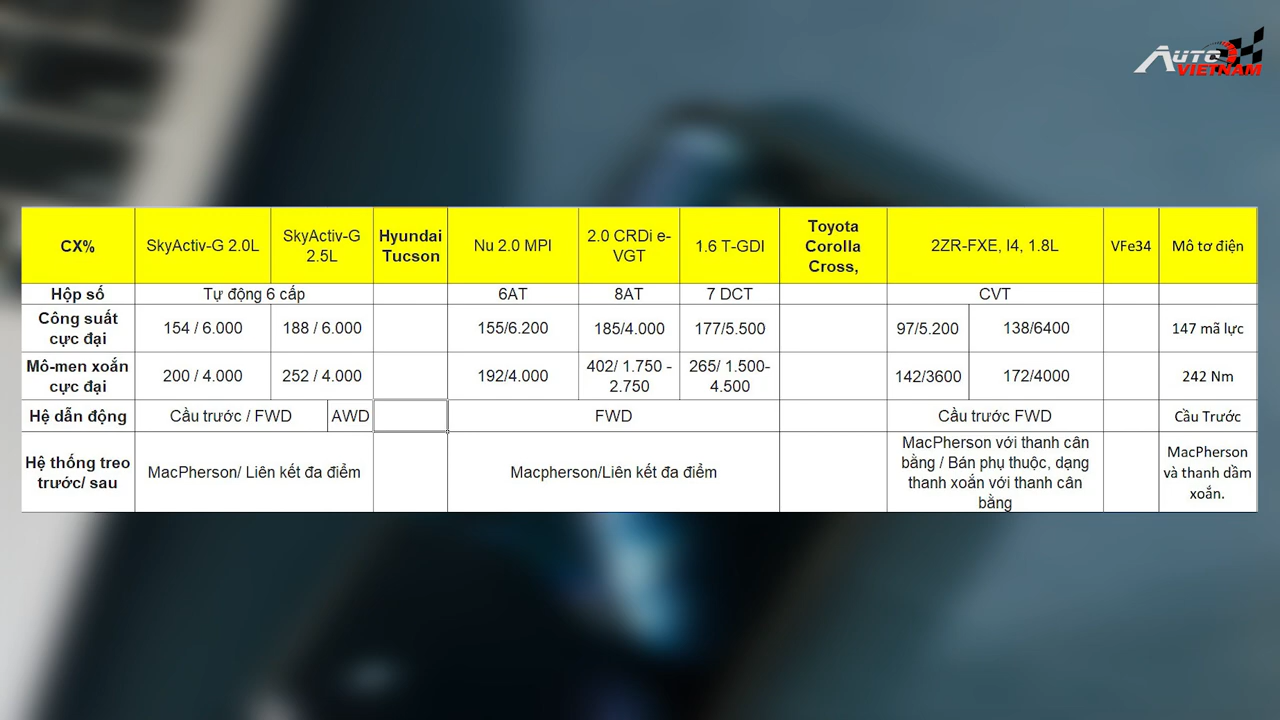 AUTO
VIETNAM
CX% SkyActiv-G 2.0L SkyActiv-G 2.5L Hyundai Tucson Nu 2.0 MPI 2.0 CRDi e-VGT 1.6 T-GDI Toyota Corolla Cross, 2ZR-FXE, I4, 1.8L VFe34 Mô tơ điện
Hộp số Tự động 6 cấp 6AT 8AT 7 DCT CVT
Công suất cực đại 154 / 6.000 188 / 6.000 155/6.200 185/4.000 177/5.500 97/5.200 138/6400 147 mã lực
Mô-men xoắn cực đại 200 / 4.000 252 / 4.000 192/4.000 402/ 1.750 - 2.750 265/ 1.500-4.500 142/3600 172/4000 242 Nm
Hệ dẫn động Cầu trước / FWD AWD FWD Cầu trước FWD Cầu Trước
Hệ thống treo trước/ sau MacPherson/ Liên kết đa điểm Macpherson/Liên kết đa điểm MacPherson với thanh cân bằng / Bán phụ thuộc, dạng thanh xoắn với thanh cân bằng MacPherson và thanh dầm xoắn.